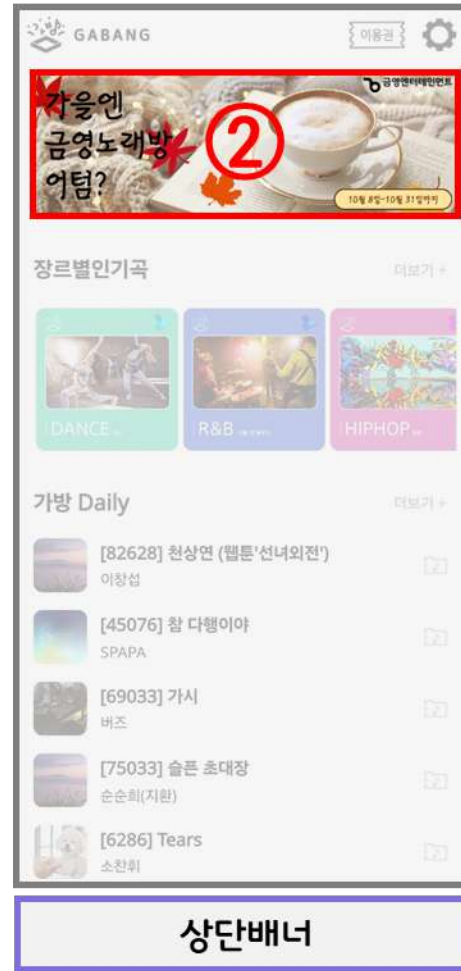 GABANG
이용권
가을엔
금영노래방
어텀?
②
금영엔터테인먼트
10월 8일-10월 31일까지
장르별인기곡
더보기 +
DANCE
R&B
HIPHOP
가방 Daily
더보기 +
[82628] 천상연 (웹툰'선녀외전')
이창섭
[45076] 참 다행이야
SPAPA
[69033] 가시
버즈
[75033] 슬픈 초대장
순순희(지환)
[6286] Tears
소찬휘
상단배너